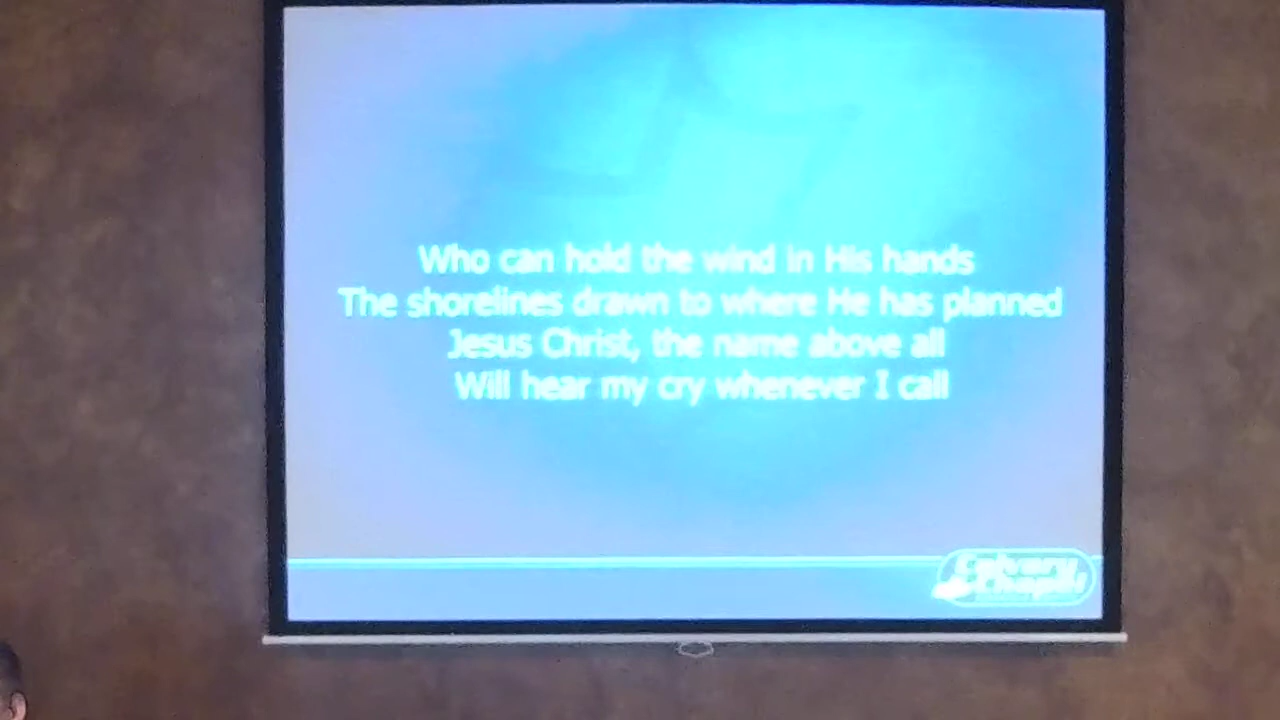 Who can hold the wind in His hands
The shorelines drawn to where He has planned
Jesus Christ, the name above all
Will hear my cry whenever I call
Calvary
Chapel